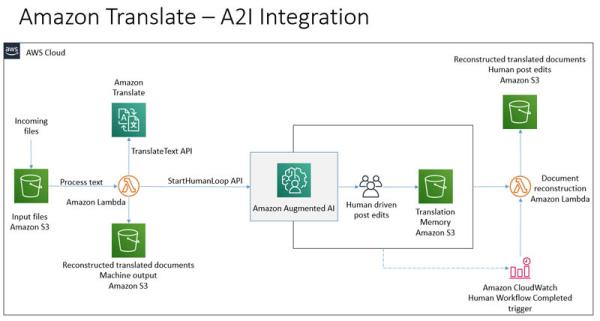 Amazon Translate – A2I Integration
aws
AWS Cloud
Incoming
files
Input files
Amazon S3
Process text
Amazon
Translate
TranslateText API
Amazon Lambda
StartHumanLoop API
Reconstructed translated documents
Machine output
Amazon S3
Amazon Augmented AI
Human driven
post edits
Translation
Memory
Amazon S3
Reconstructed translated documents
Human post edits
Amazon S3
Document
reconstruction
Amazon Lambda
Amazon CloudWatch
Human Workflow Completed
trigger